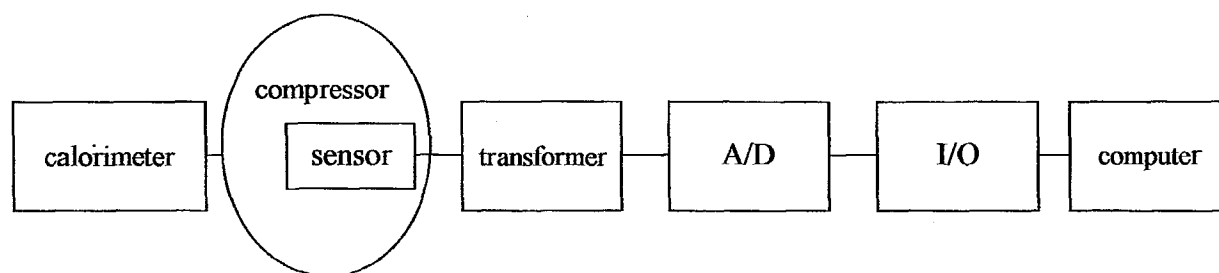 compressor
calorimeter
sensor
transformer
A/D
I/O
computer